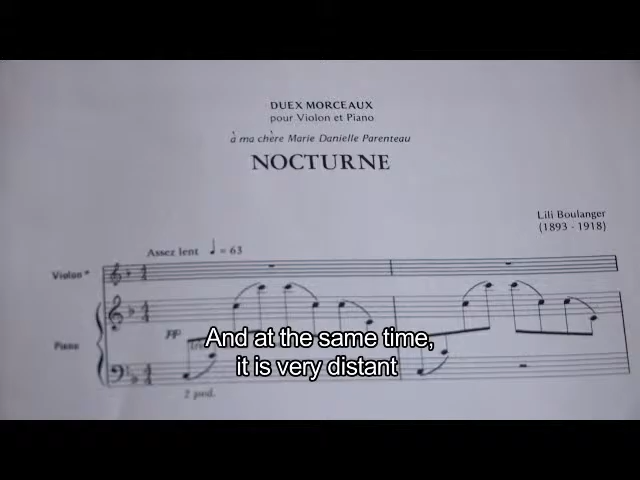 DUEX MORCEAUX
pour Violon et Piano
à ma chère Marie Danielle Parenteau
NOCTURNE
Lili Boulanger
(1893 - 1918)
Assez lent ♩ = 63
Violon *
Piano
pp
And at the same time,
it is very distant
2 ped.